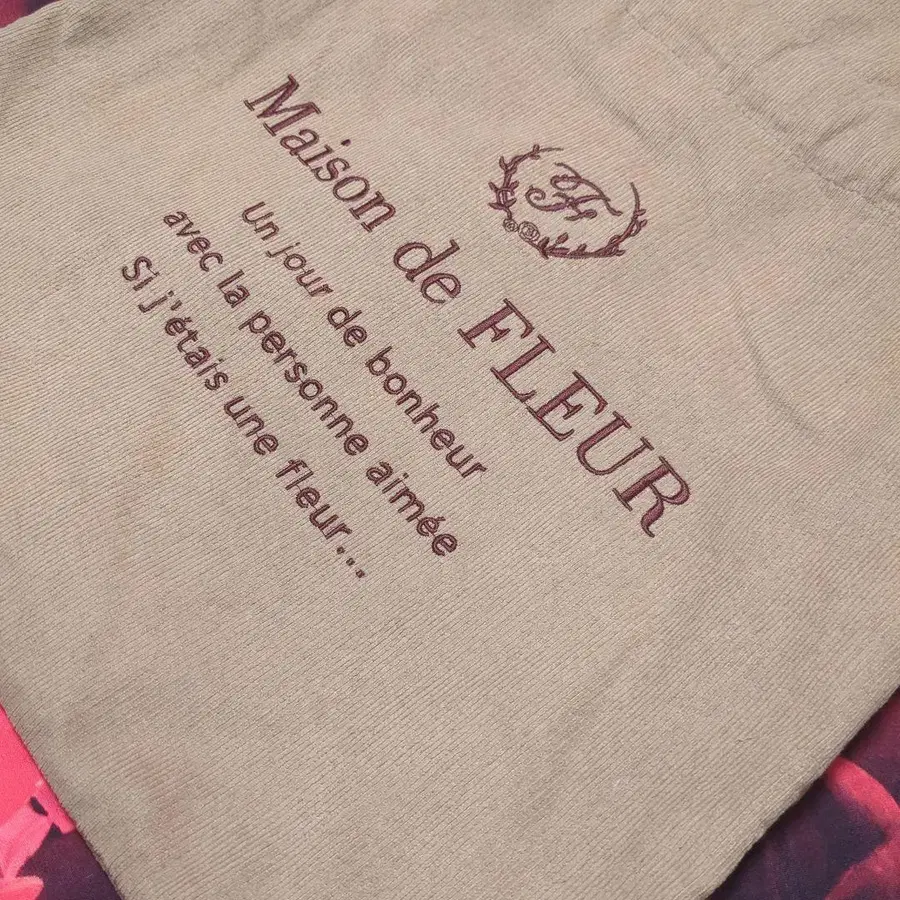 F
Maison de FLEUR
Un jour de bonheur
avec la personne aimée
Si j'étais une fleur...